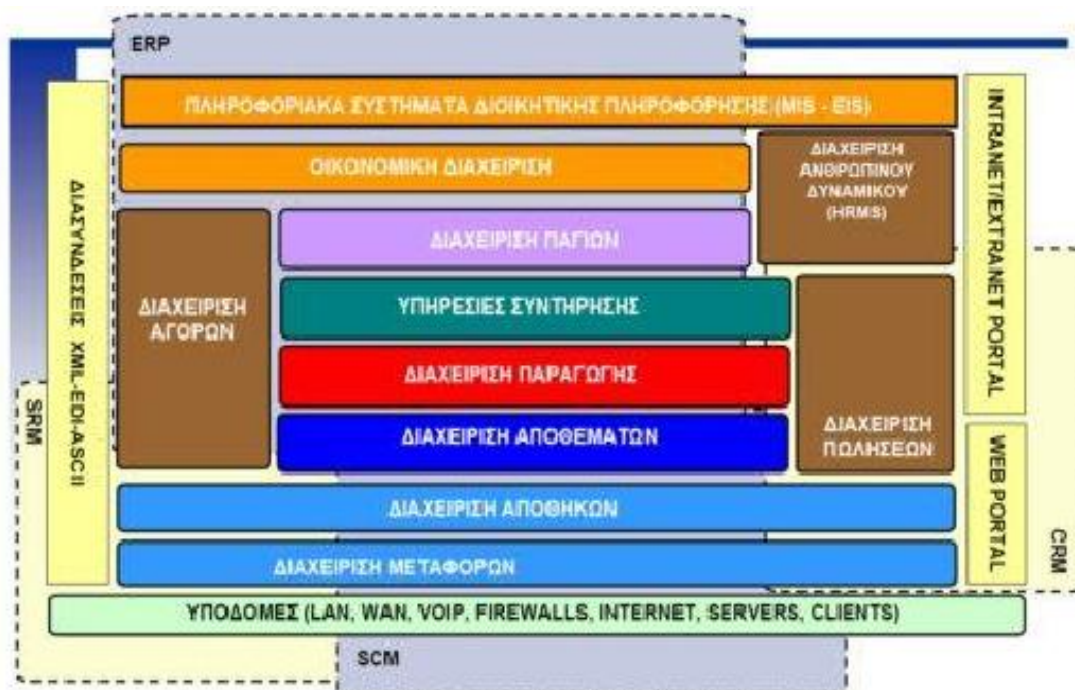 ERP
ΠΛΗΡΟΦΟΡΙΑΚΑ ΣΥΣΤΗΜΑΤΑ ΔΙΟΙΚΗΤΙΚΗΣ ΠΛΗΡΟΦΟΡΗΣΗΣ (MIS - EIS)
ΟΙΚΟΝΟΜΙΚΗ ΔΙΑΧΕΙΡΙΣΗ
ΔΙΑΧΕΙΡΙΣΗ
ΑΝΘΡΩΠΙΝΟΥ
ΔΥΝΑΜΙΚΟΥ
(HRMS)
ΔΙΑΧΕΙΡΙΣΗ ΠΑΓΙΩΝ
ΔΙΑΧΕΙΡΙΣΗ
ΑΓΟΡΩΝ
ΥΠΗΡΕΣΙΕΣ ΣΥΝΤΗΡΗΣΗΣ
ΔΙΑΧΕΙΡΙΣΗ ΠΑΡΑΓΩΓΗΣ
ΔΙΑΧΕΙΡΙΣΗ ΑΠΟΘΕΜΑΤΩΝ
ΔΙΑΧΕΙΡΙΣΗ
ΠΩΛΗΣΕΩΝ
ΔΙΑΧΕΙΡΙΣΗ ΑΠΟΘΗΚΩΝ
ΔΙΑΧΕΙΡΙΣΗ ΜΕΤΑΦΟΡΩΝ
ΥΠΟΔΟΜΕΣ (LAN, WAN, VOIP, FIREWALLS, INTERNET, SERVERS, CLIENTS)
SCM
SRM
ΔΙΑΣΥΝΔΕΣΕΙΣ XML-EDI-ASCII
INTRANET/EXTRANET PORTAL
WEB PORTAL
CRM